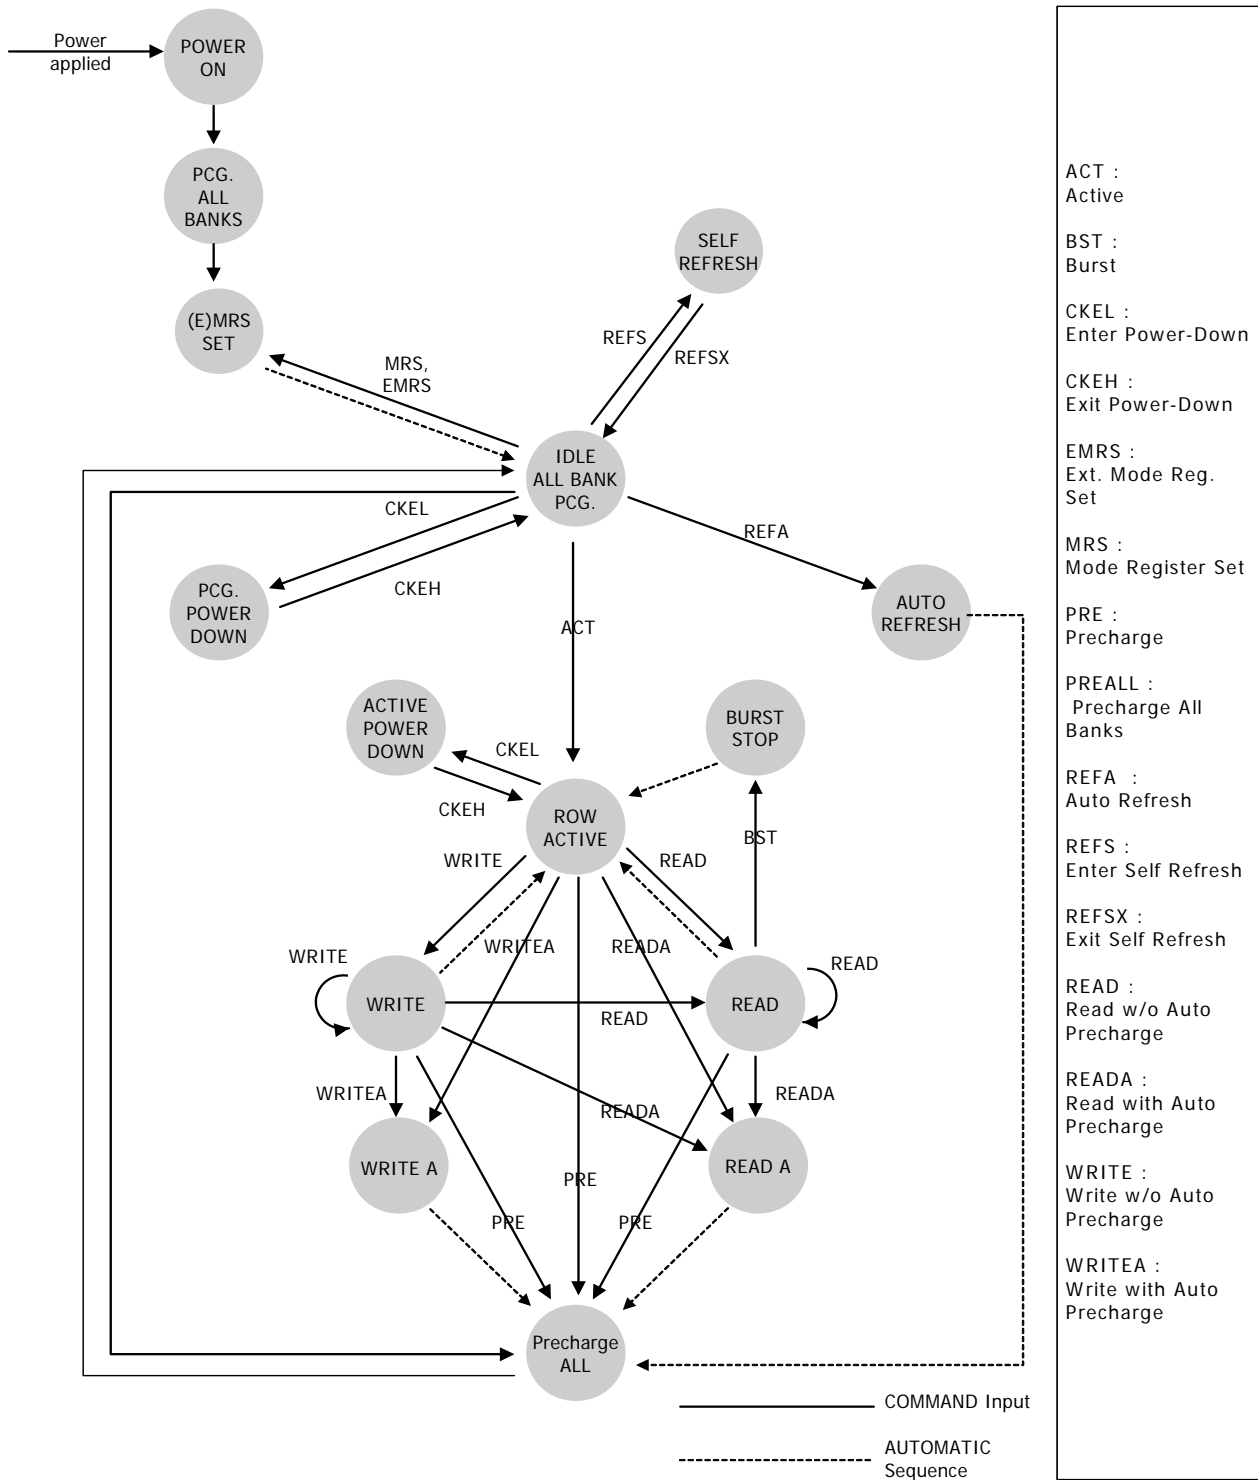 Power
applied
POWER
ON
PCG.
ALL
BANKS
SELF
REFRESH
(E)MRS
SET
REFS
REFSX
MRS,
EMRS
IDLE
ALL BANK
PCG.
CKEL
REFA
CKEH
PCG.
POWER
DOWN
AUTO
REFRESH
ACT
ACTIVE
POWER
DOWN
BURST
STOP
CKEL
CKEH
ROW
ACTIVE
BST
WRITE
READ
WRITEA
READA
WRITE
READ
WRITE
READ
READ
WRITEA
READA
READA
WRITE A
READ A
PRE
PRE
PRE
Precharge
ALL
COMMAND Input
AUTOMATIC
Sequence
ACT :
Active
BST :
Burst
CKEL :
Enter Power-Down
CKEH :
Exit Power-Down
EMRS :
Ext. Mode Reg.
Set
MRS :
Mode Register Set
PRE :
Precharge
PREALL :
Precharge All
Banks
REFA :
Auto Refresh
REFS :
Enter Self Refresh
REFSX :
Exit Self Refresh
READ :
Read w/o Auto
Precharge
READA :
Read with Auto
Precharge
WRITE :
Write w/o Auto
Precharge
WRITEA :
Write with Auto
Precharge